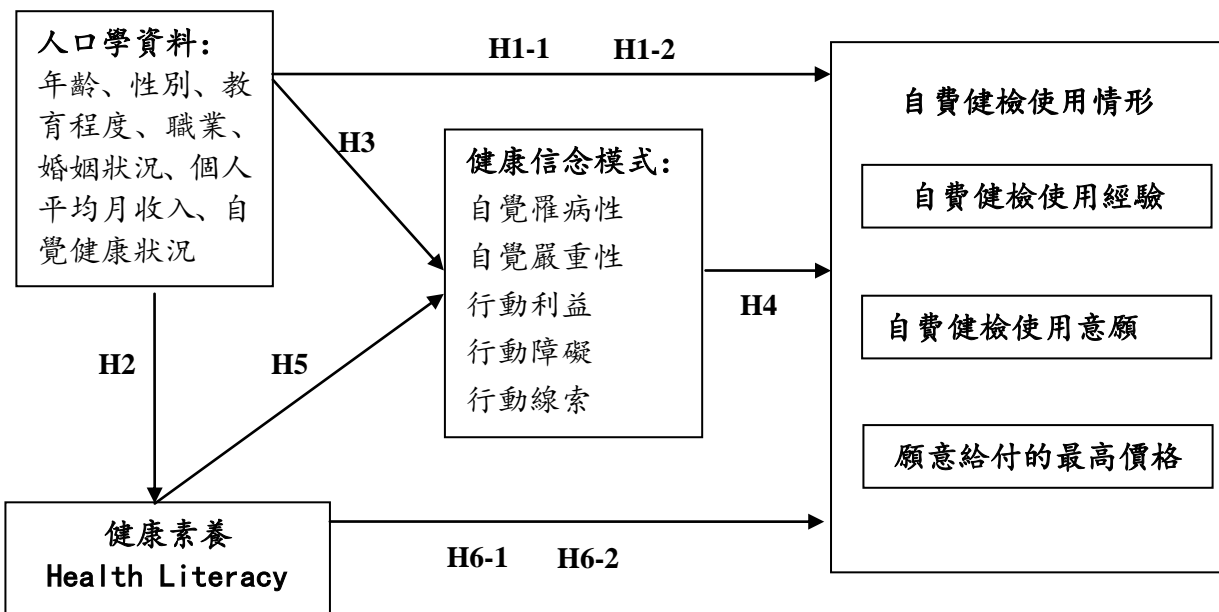 人口學資料：
年齡、性別、教
育程度、職業、
婚姻狀況、個人
平均月收入、自
覺健康狀況
H1-1 H1-2
H3
健康信念模式：
自覺罹病性
自覺嚴重性
行動利益
行動障礙
行動線索
H4
自費健檢使用情形
自費健檢使用經驗
自費健檢使用意願
願意給付的最高價格
H2
H5
健康素養
Health Literacy
H6-1 H6-2